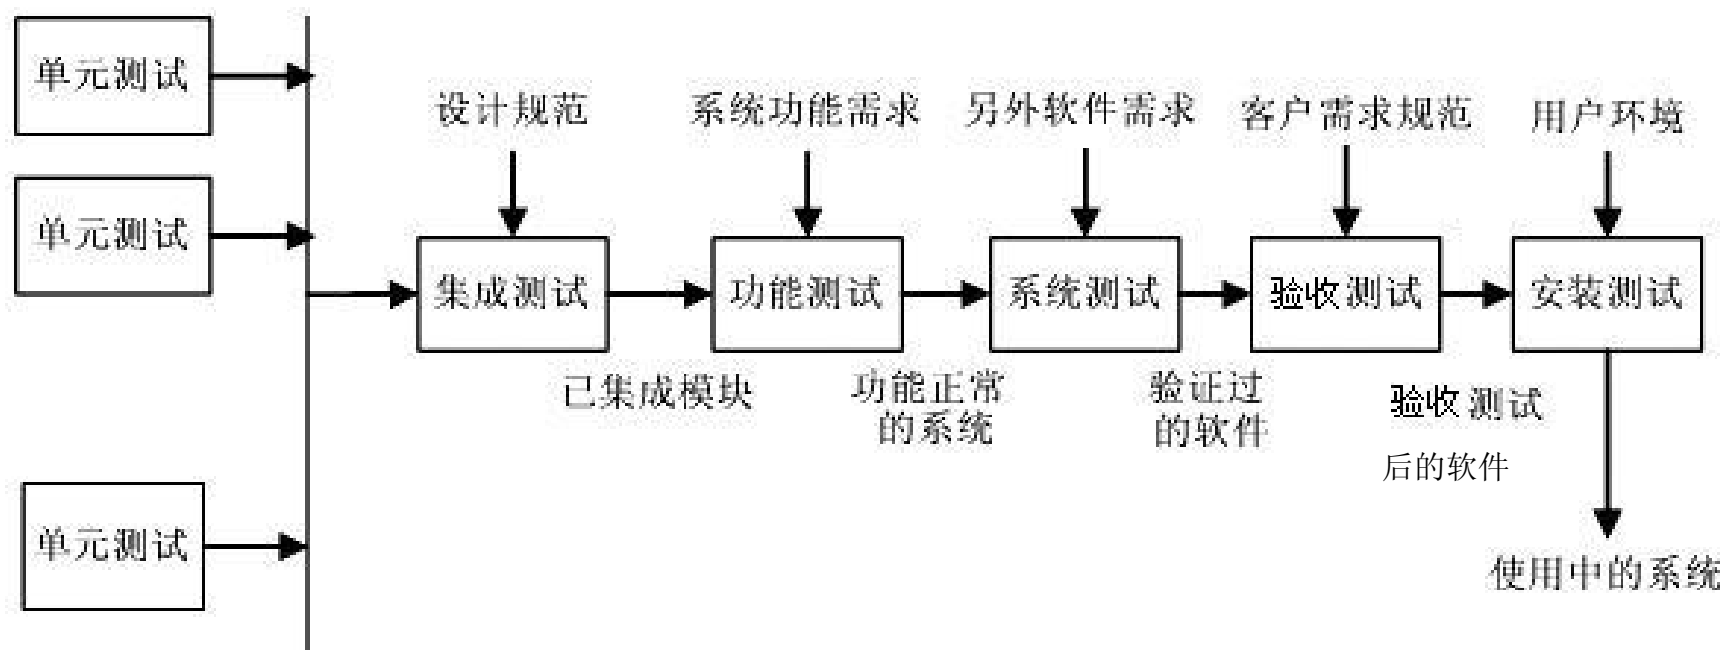 单元测试
单元测试
单元测试
设计规范
系统功能需求
另外软件需求
客户需求规范
用户环境
集成测试
功能测试
系统测试
验收测试
安装测试
已集成模块
功能正常
的系统
验证过
的软件
验收测试
后的软件
使用中的系统